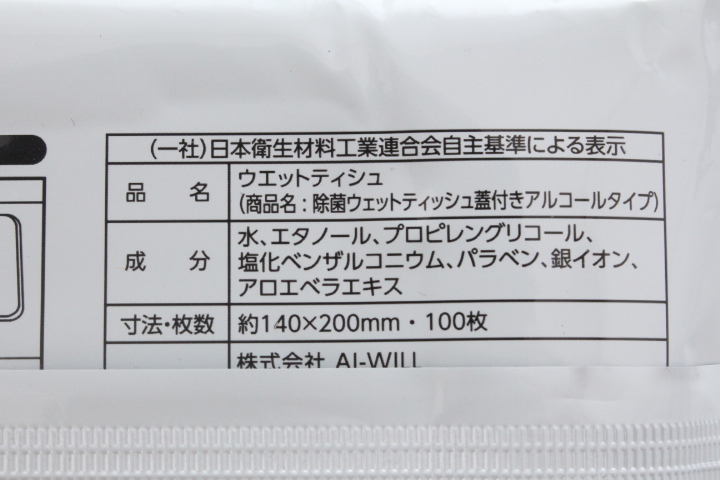 (一社)日本衛生材料工業連合会自主基準による表示
品 名 ウエットティシュ
(商品名：除菌ウェットティッシュ蓋付きアルコールタイプ)
成 分 水、エタノール、プロピレングリコール、
塩化ベンザルコニウム、パラベン、銀イオン、
アロエベラエキス
寸法・枚数 約140×200mm・100枚
株式会社 AI-WILL